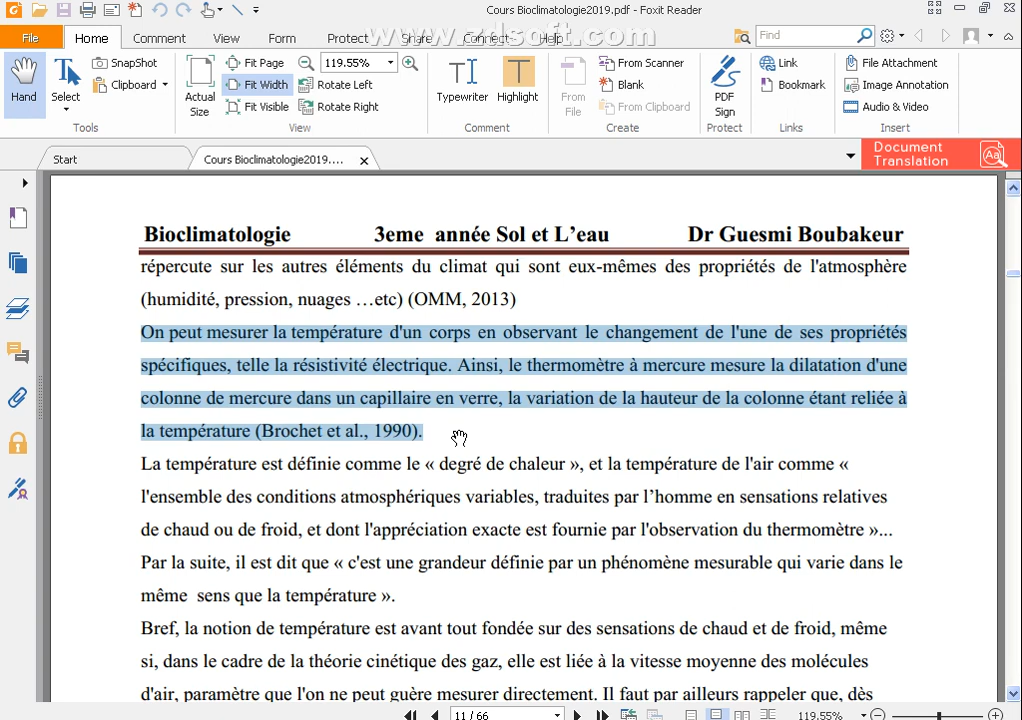 Cours Bioclimatologie2019.pdf - Foxit Reader
File Home Comment View Form Protect Share Connect Help
www.zdsoft.com
Find
Hand
Select
SnapShot
Clipboard
Tools
Actual Size
Fit Page
Fit Width
Fit Visible
119.55%
Rotate Left
Rotate Right
View
Typewriter
Highlight
Comment
From File
From Scanner
Blank
From Clipboard
Create
PDF Sign
Protect
Link
Bookmark
Links
File Attachment
Image Annotation
Audio & Video
Insert
Start
Cours Bioclimatologie2019....
Document Translation
Bioclimatologie 3eme année Sol et L’eau Dr Guesmi Boubakeur
répercute sur les autres éléments du climat qui sont eux-mêmes des propriétés de l'atmosphère
(humidité, pression, nuages …etc) (OMM, 2013)
On peut mesurer la température d'un corps en observant le changement de l'une de ses propriétés
spécifiques, telle la résistivité électrique. Ainsi, le thermomètre à mercure mesure la dilatation d'une
colonne de mercure dans un capillaire en verre, la variation de la hauteur de la colonne étant reliée à
la température (Brochet et al., 1990).
La température est définie comme le « degré de chaleur », et la température de l'air comme «
l'ensemble des conditions atmosphériques variables, traduites par l’homme en sensations relatives
de chaud ou de froid, et dont l'appréciation exacte est fournie par l'observation du thermomètre »...
Par la suite, il est dit que « c'est une grandeur définie par un phénomène mesurable qui varie dans le
même sens que la température ».
Bref, la notion de température est avant tout fondée sur des sensations de chaud et de froid, même
si, dans le cadre de la théorie cinétique des gaz, elle est liée à la vitesse moyenne des molécules
d'air, paramètre que l'on ne peut guère mesurer directement. Il faut par ailleurs rappeler que, dès
11 / 66
119.55%